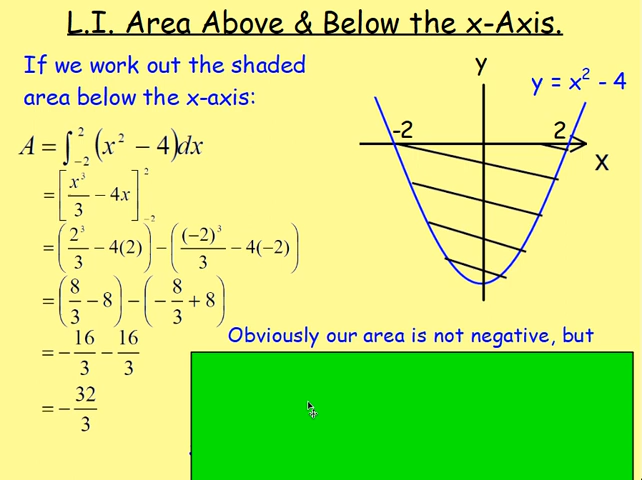 L.I. Area Above & Below the x-Axis.
If we work out the shaded
area below the x-axis:
A = ∫₋₂² (x² − 4)dx
= [x³/3 − 4x]₋₂²
= (2³/3 − 4(2)) − ((−2)³/3 − 4(−2))
= (8/3 − 8) − (−8/3 + 8)
= −16/3 − 16/3
= −32/3
y
y = x² - 4
-2
2
x
Obviously our area is not negative, but